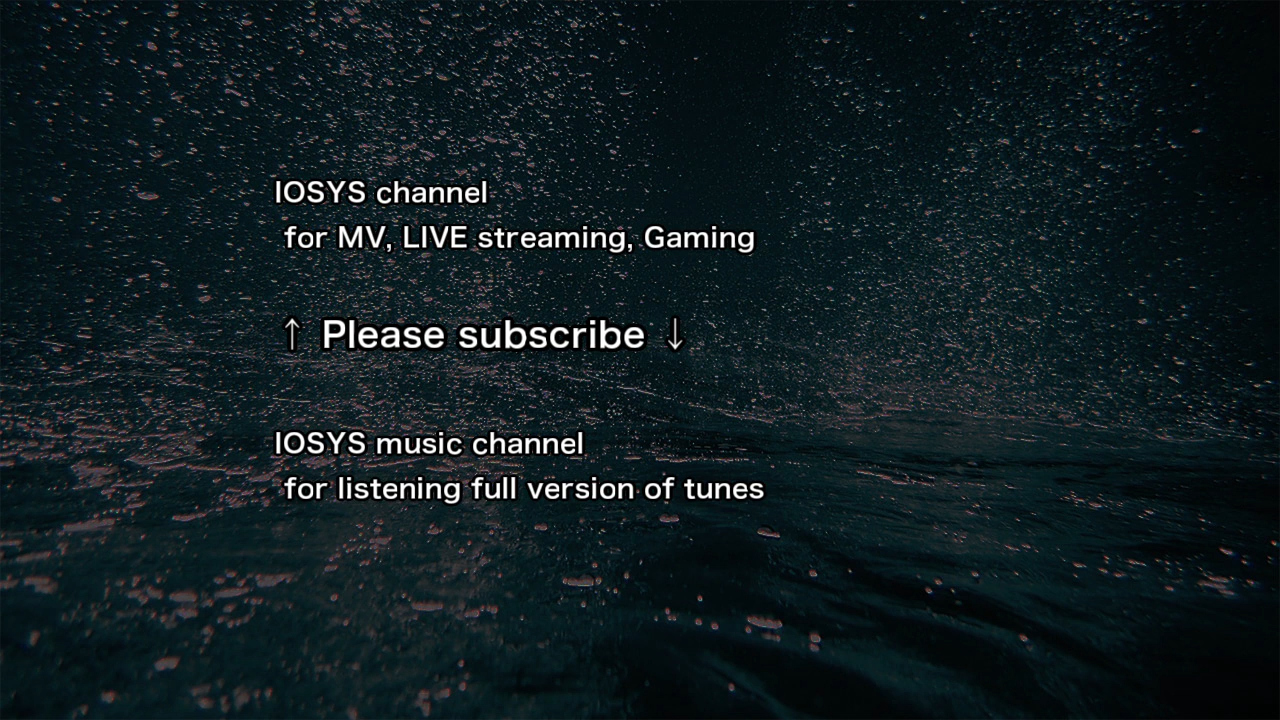 IOSYS channel
for MV, LIVE streaming, Gaming
↑ Please subscribe ↓
IOSYS music channel
for listening full version of tunes